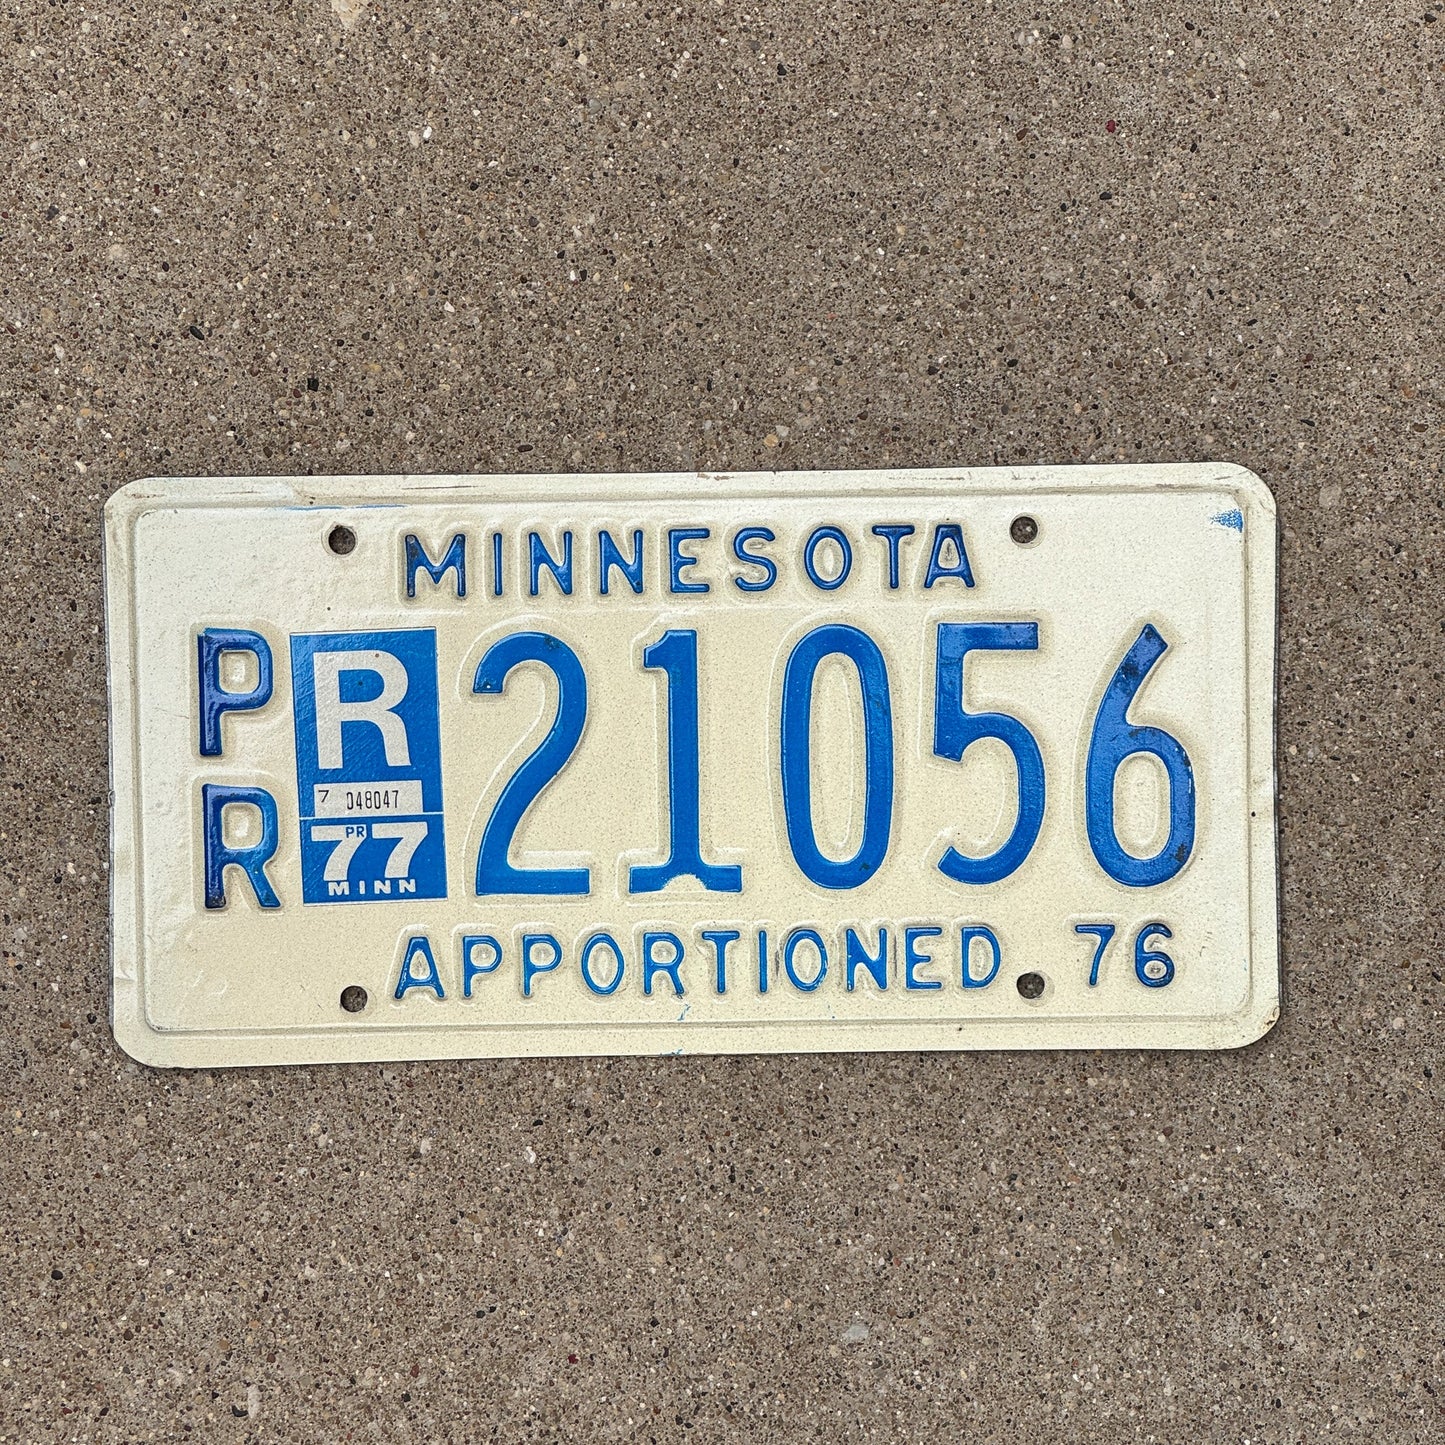 MINNESOTA
PR
R
7 048047
77
PR
MINN
21056
APPORTIONED 76